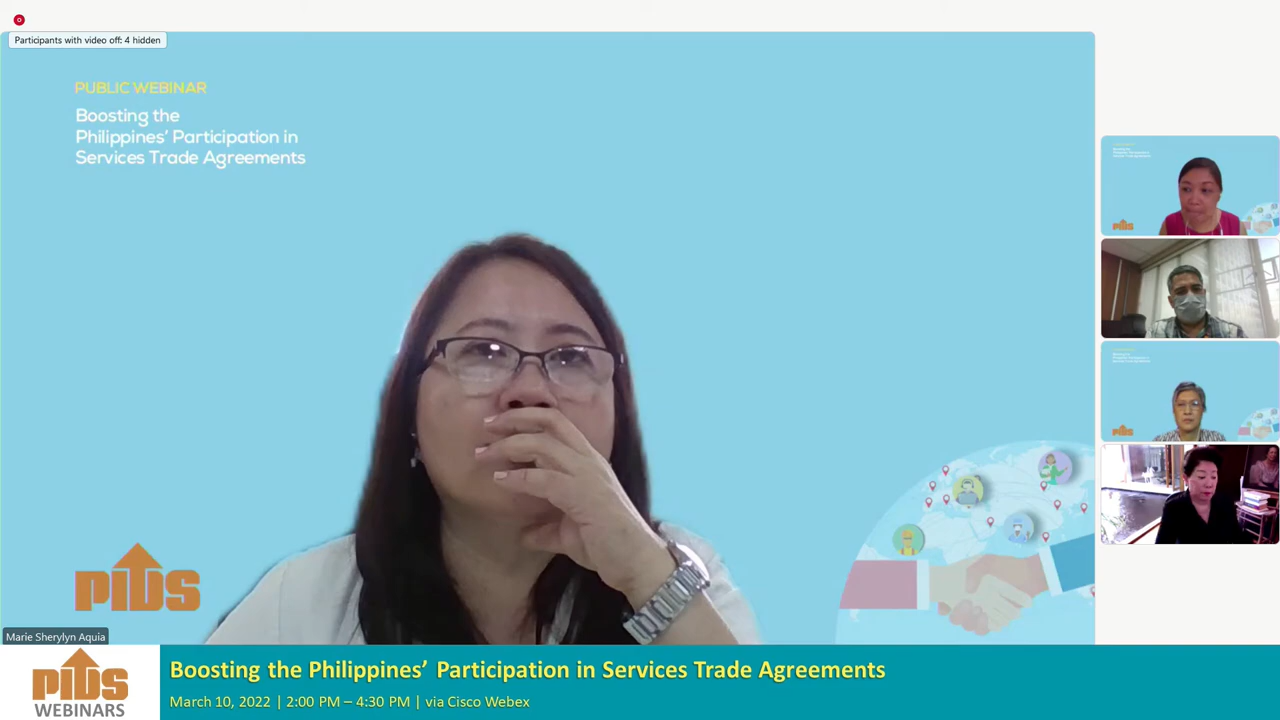 Participants with video off: 4 hidden
PUBLIC WEBINAR
Boosting the
Philippines' Participation in
Services Trade Agreements
PIDS
Marie Sherylyn Aquia
PIDS
WEBINARS
Boosting the Philippines' Participation in Services Trade Agreements
March 10, 2022 | 2:00 PM – 4:30 PM | via Cisco Webex